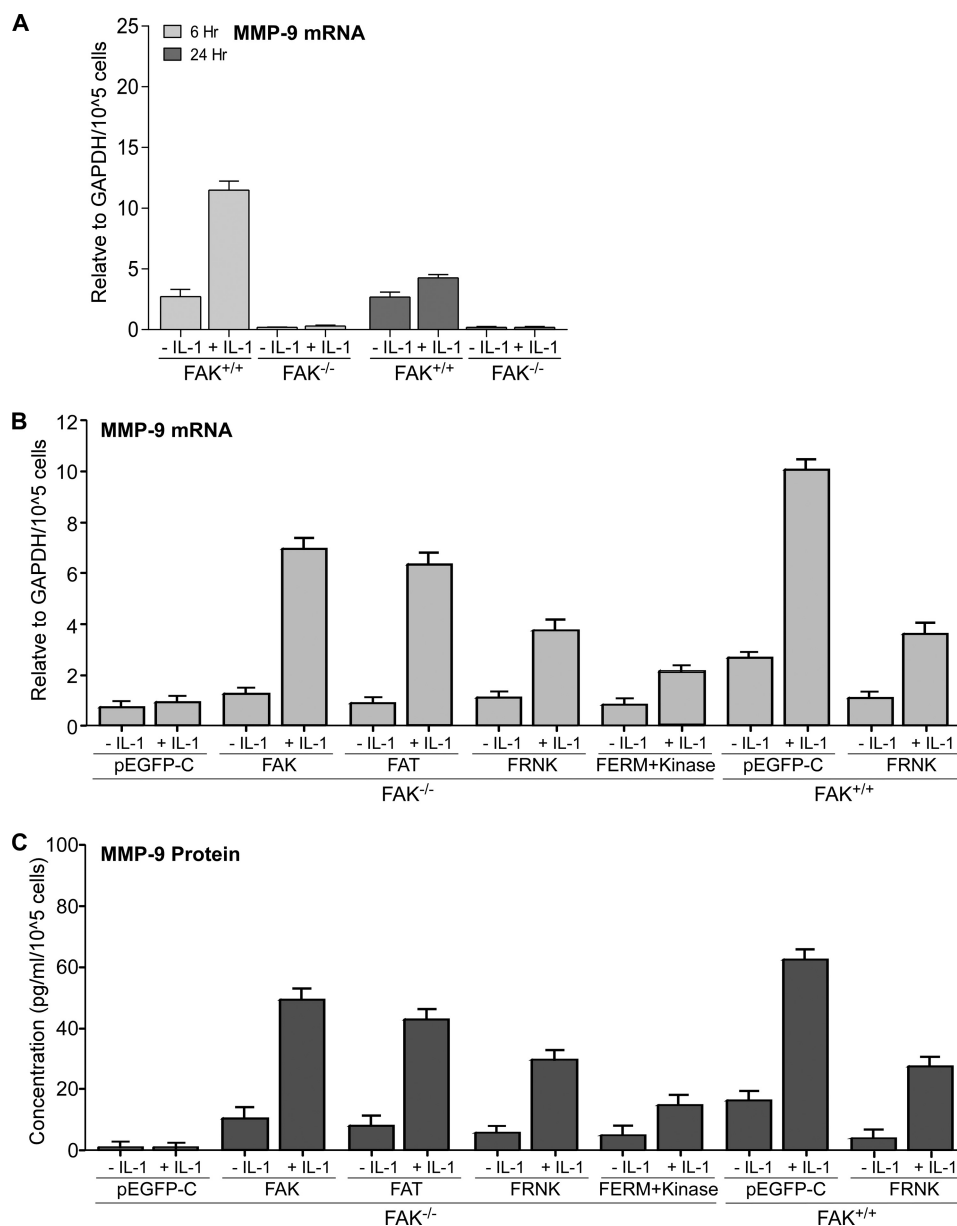 A
MMP-9 mRNA
6 Hr
24 Hr
Relatve to GAPDH/10^5 cells
25
20
15
10
5
0
- IL-1 + IL-1 - IL-1 + IL-1 - IL-1 + IL-1 - IL-1 + IL-1
FAK+/+ FAK-/- FAK+/+ FAK-/-
B
MMP-9 mRNA
Relatve to GAPDH/10^5 cells
12
10
8
6
4
2
0
- IL-1 + IL-1 - IL-1 + IL-1 - IL-1 + IL-1 - IL-1 + IL-1 - IL-1 + IL-1 - IL-1 + IL-1 - IL-1 + IL-1
pEGFP-C FAK FAT FRNK FERM+Kinase pEGFP-C FRNK
FAK-/- FAK+/+
C
MMP-9 Protein
Concentration (pg/ml/10^5 cells)
100
80
60
40
20
0
- IL-1 + IL-1 - IL-1 + IL-1 - IL-1 + IL-1 - IL-1 + IL-1 - IL-1 + IL-1 - IL-1 + IL-1 - IL-1 + IL-1
pEGFP-C FAK FAT FRNK FERM+Kinase pEGFP-C FRNK
FAK-/- FAK+/+